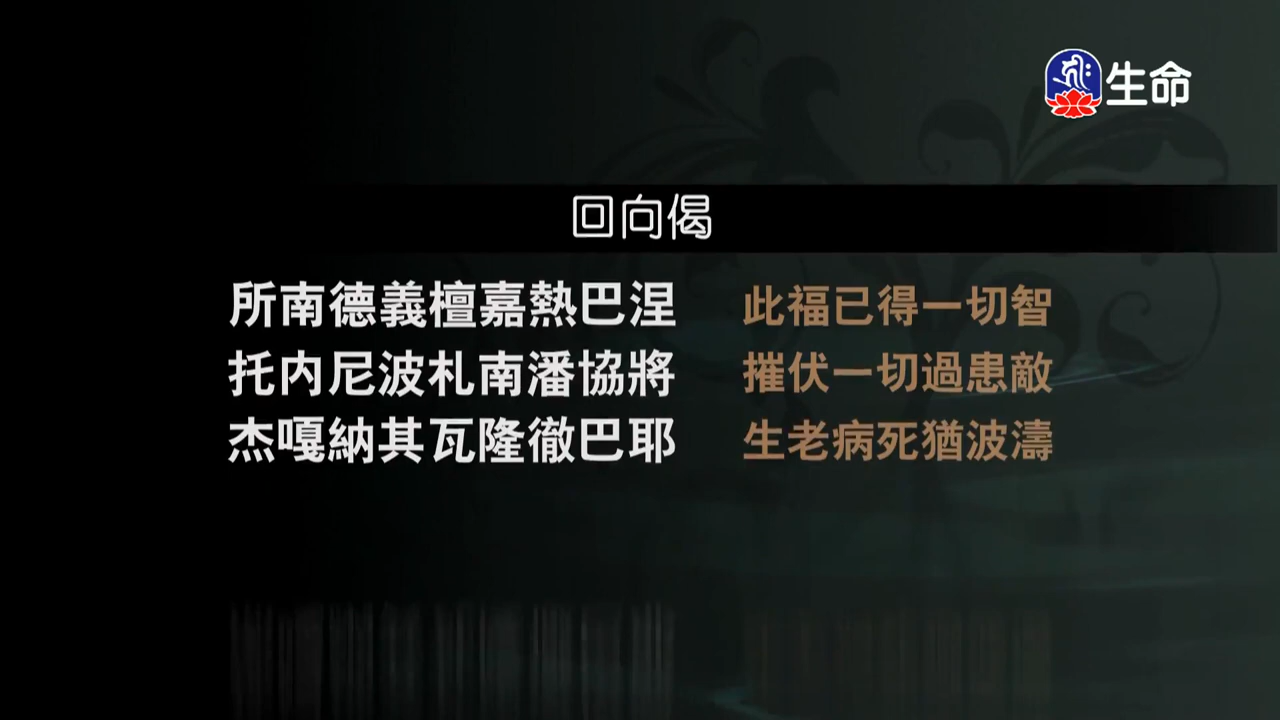 生命
回向偈
所南德義檀嘉熱巴涅 此福已得一切智
托内尼波札南潘協將 摧伏一切過患敵
杰嘎納其瓦隆徹巴耶 生老病死猶波濤